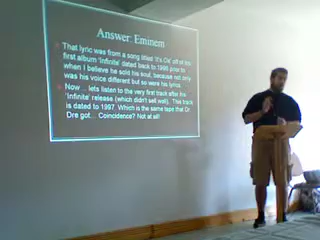 Answer: Eminem
That lyric was from a song titled 'It's Ok' off of his
first album 'Infinite' dated back to 1996 prior to
when I believe he sold his soul, because not only
was his voice different but so were his lyrics.
Now... lets listen to the very first track after the
'Infinite' release (which didn't sell well). This track
is dated to 1997. Which is the same tape that Dr
Dre got... Coincidence? Not at all!